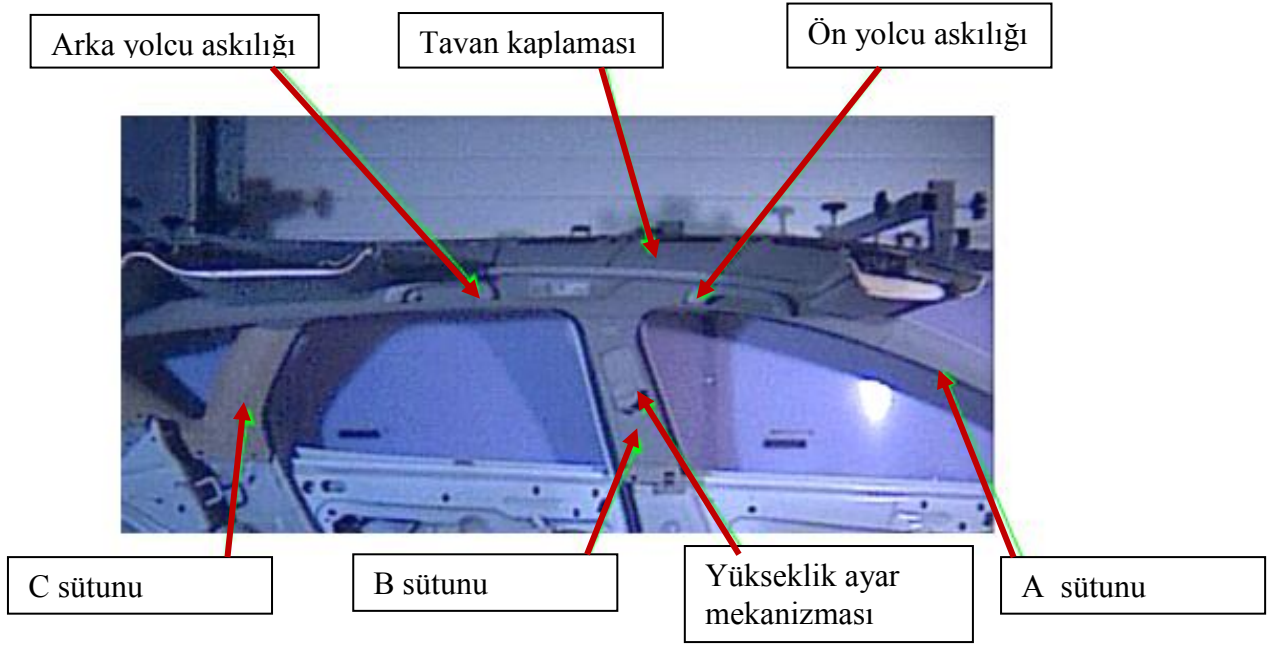 Arka yolcu askılığı
Tavan kaplaması
Ön yolcu askılığı
C sütunu
B sütunu
Yükseklik ayar
mekanizması
A sütunu